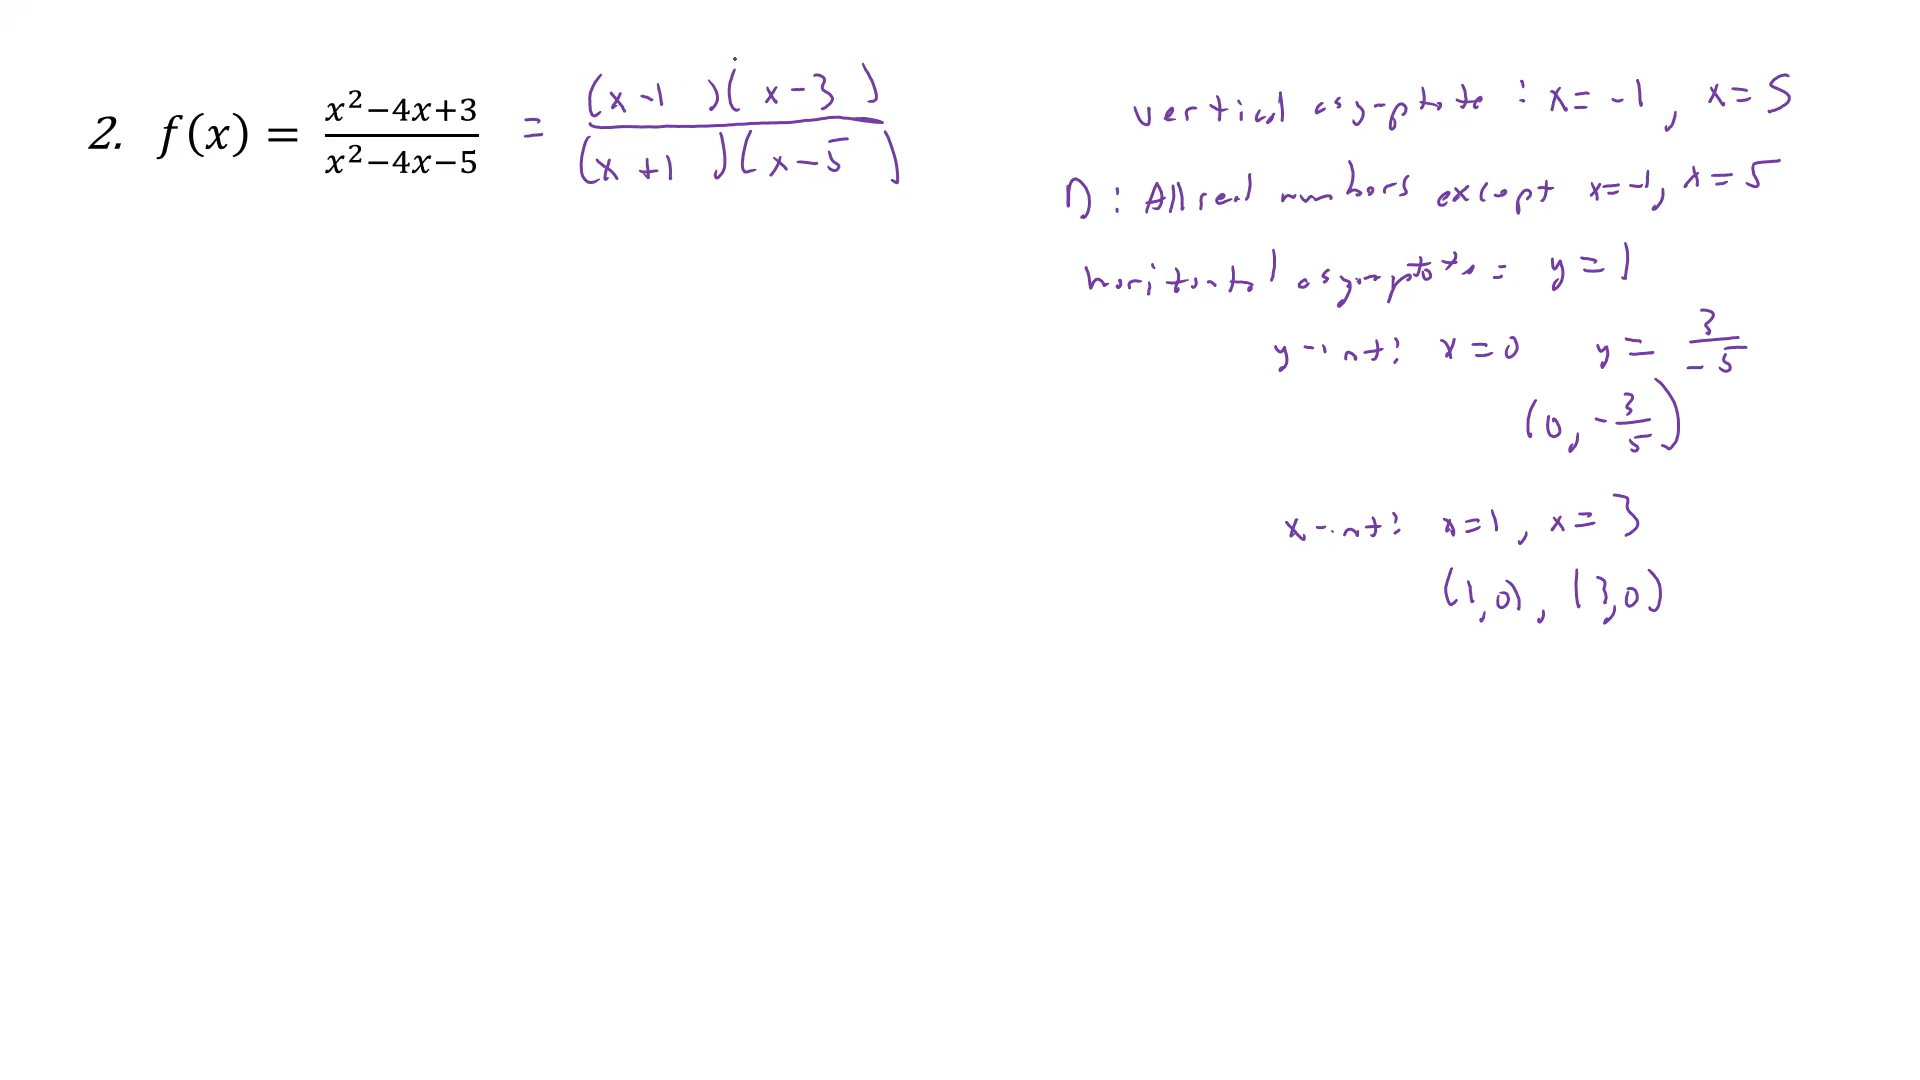 2. f(x) = (x²−4x+3)/(x²−4x−5) = ((x-1)(x-3))/((x+1)(x-5))
vertical asymptote : x = -1, x = 5
D : All real numbers except x=-1, x=5
horizontal asymptote = y = 1
y-int: x = 0 y = 3/-5
(0, -3/5)
x-int: x=1, x=3
(1,0), (3,0)